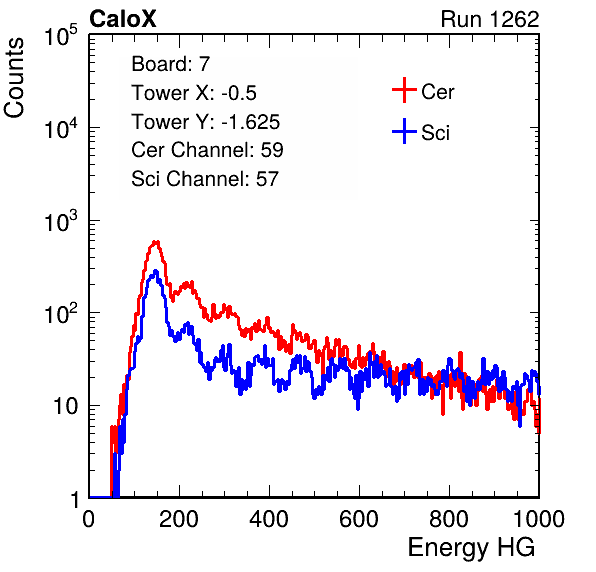 CaloX Run 1262
Counts
10^5
10^4
10^3
10^2
10
1
Board: 7
Tower X: -0.5
Tower Y: -1.625
Cer Channel: 59
Sci Channel: 57
Cer
Sci
0 200 400 600 800 1000
Energy HG